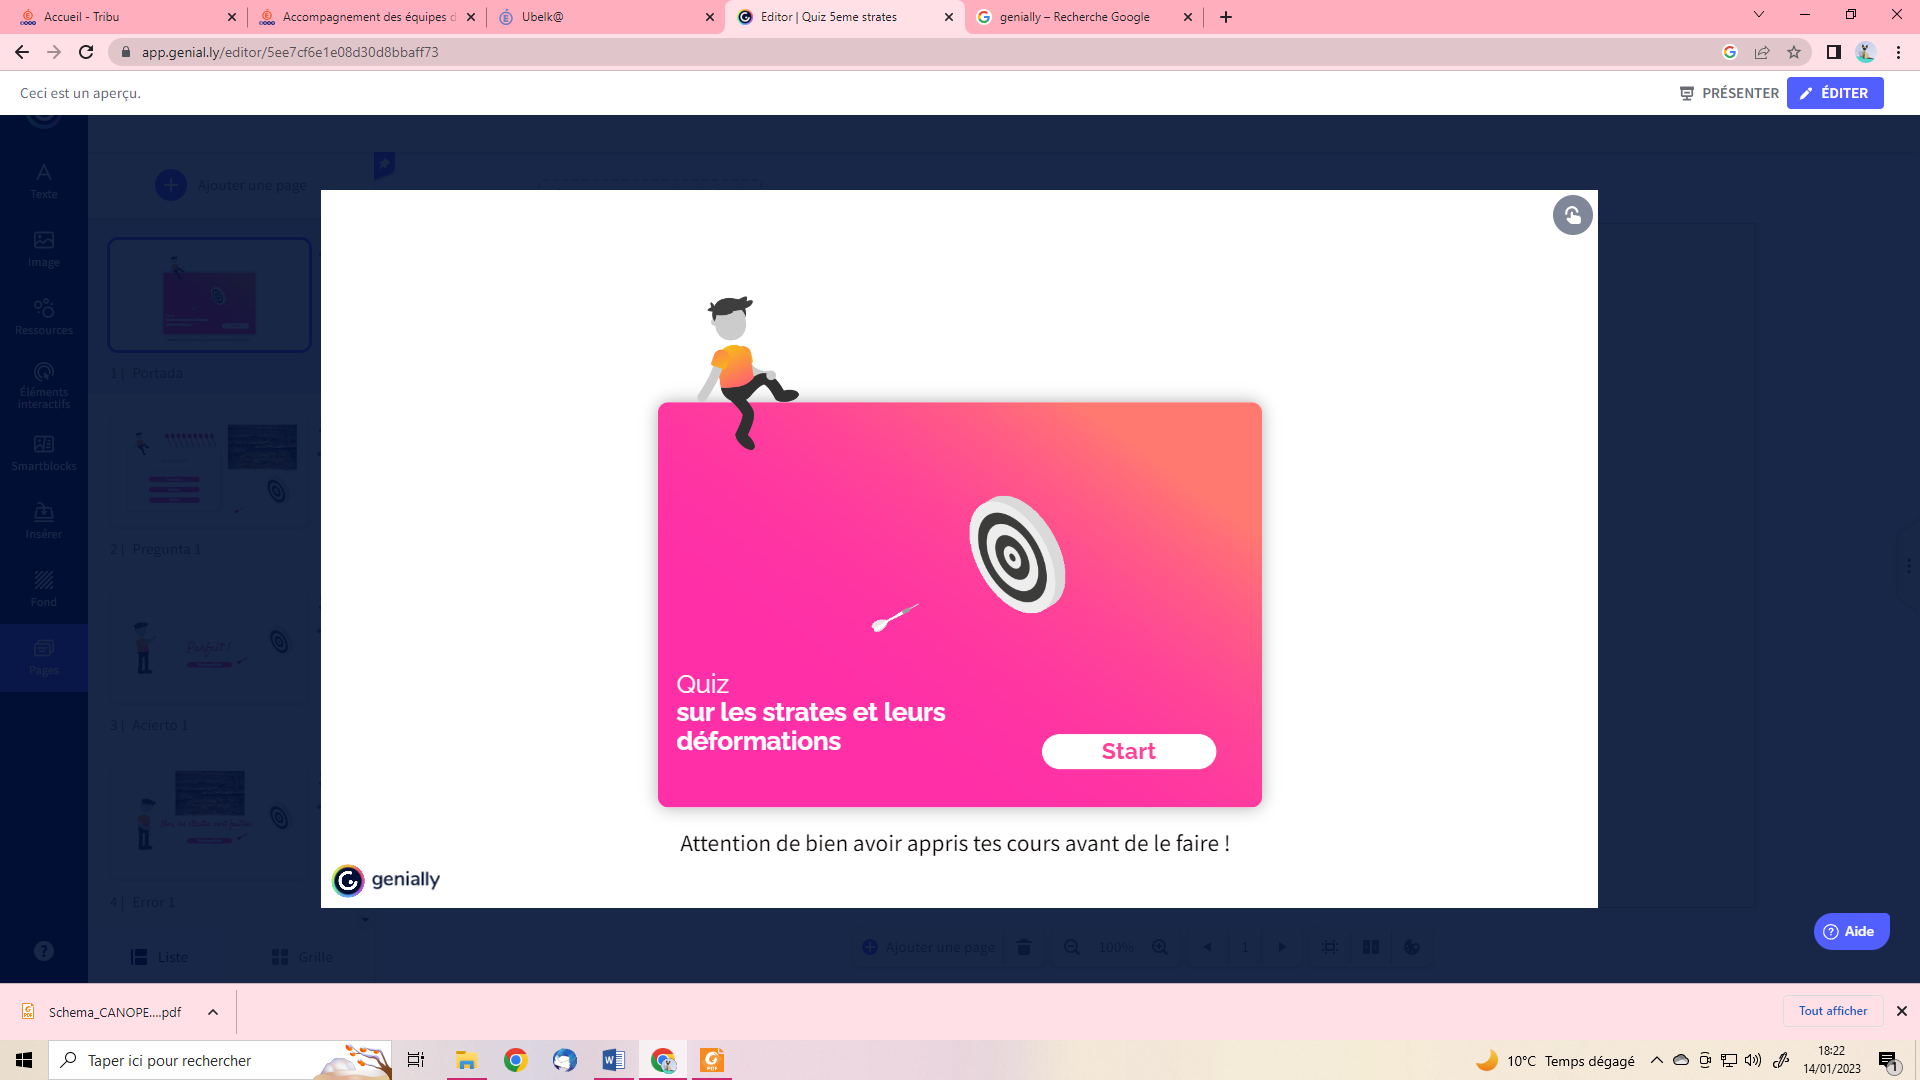 Accueil - Tribu
Accompagnement des équipes d
Ubelk@
Editor | Quiz 5eme strates
genially – Recherche Google
app.genial.ly/editor/5ee7cf6e1e08d30d8bbaff73
Ceci est un aperçu.
PRÉSENTER
ÉDITER
Texte
Image
Ressources
Éléments
interactifs
Smartblocks
Insérer
Fond
Pages
Ajouter une page
1 | Portada
2 | Pregunta 1
Perfait !
3 | Acierto 1
4 | Error 1
Liste
Grille
Quiz
sur les strates et leurs
déformations
Start
Attention de bien avoir appris tes cours avant de le faire !
genially
Ajouter une page
100%
1
Aide
Schema_CANOPE....pdf
Tout afficher
Taper ici pour rechercher
10°C Temps dégagé
18:22
14/01/2023
1